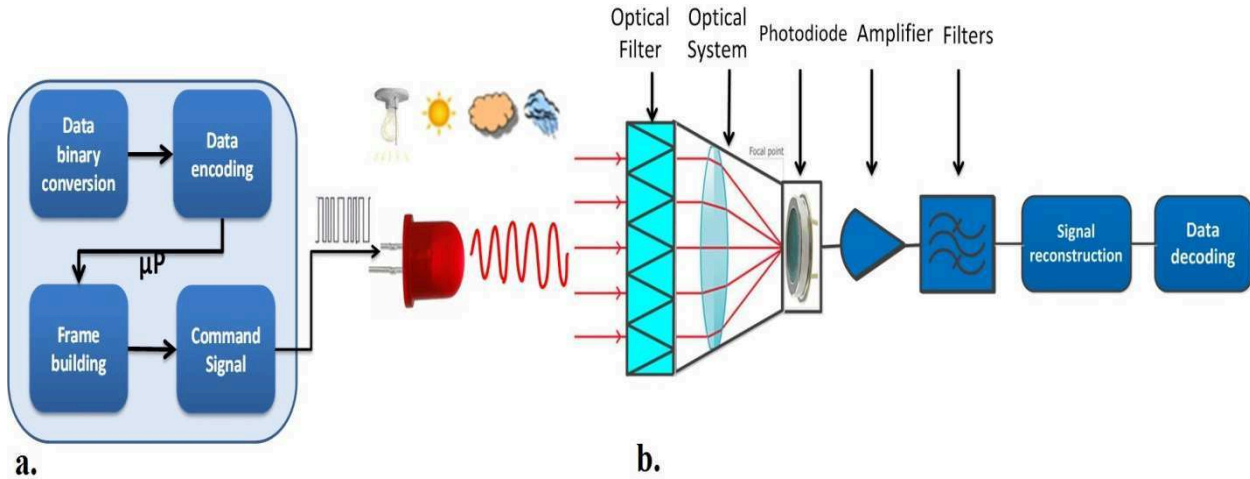 Data
binary
conversion
Data
encoding
μP
Frame
building
Command
Signal
a.
Optical
Filter
Optical
System
Photodiode
Amplifier
Filters
Focal point
Signal
reconstruction
Data
decoding
b.